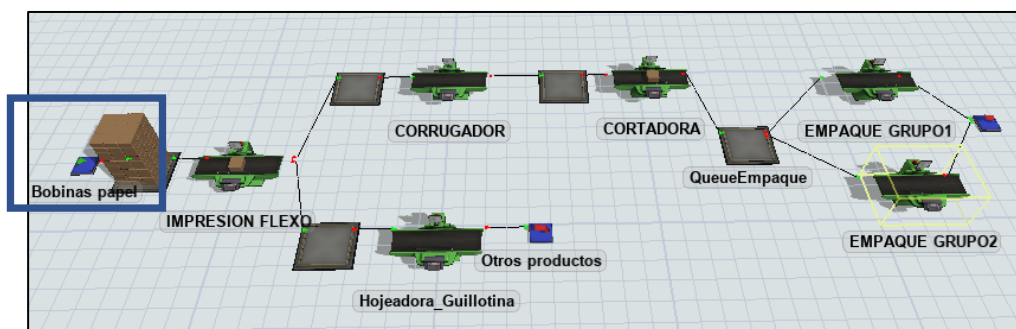 CORRUGADOR
CORTADORA
EMPAQUE GRUPO1
QueueEmpaque
Bobinas papel
IMPRESION FLEXO
EMPAQUE GRUPO2
Otros productos
Hojeadora_Guillotina